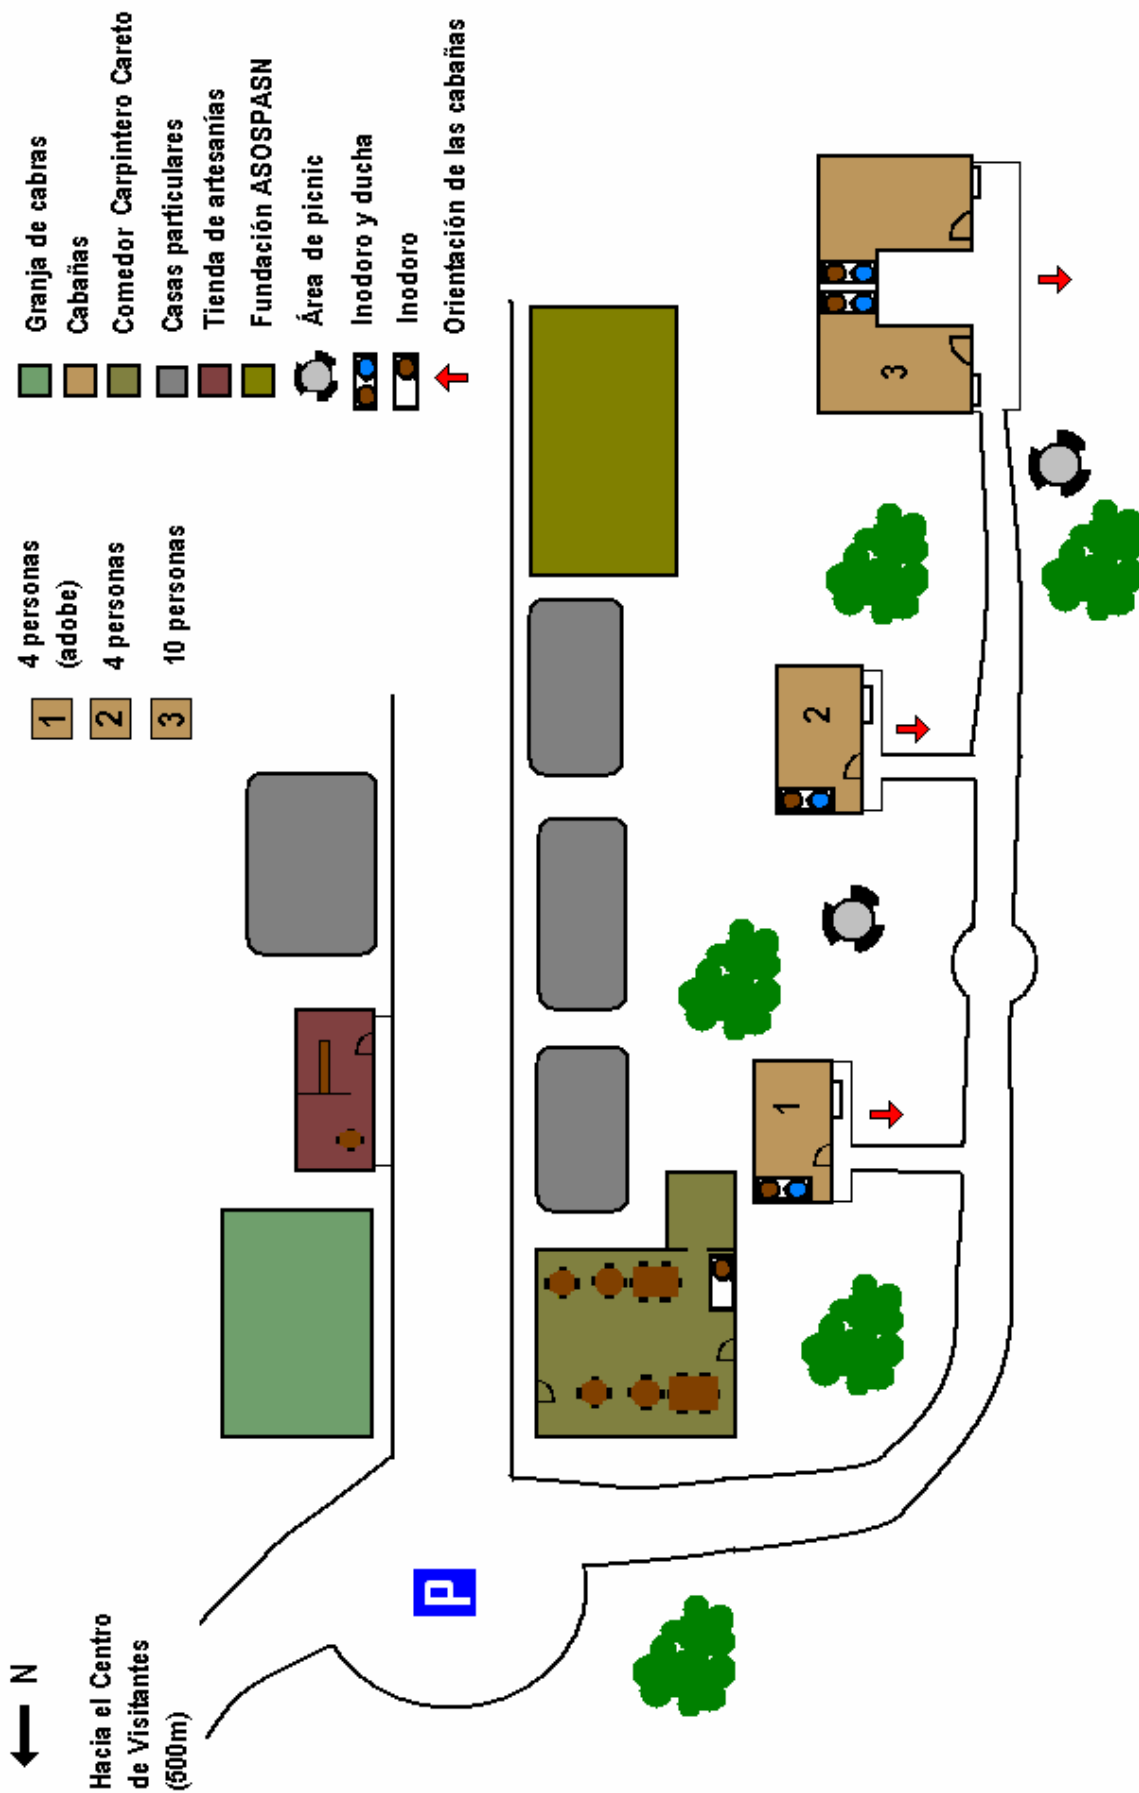 N
Hacia el Centro
de Visitantes
(500m)
P
1 4 personas
(adobe)
2 4 personas
3 10 personas
Granja de cabras
Cabañas
Comedor Carpintero Careto
Casas particulares
Tienda de artesanías
Fundación ASOSPASN
Área de picnic
Inodoro y ducha
Inodoro
Orientación de las cabañas
1
2
3